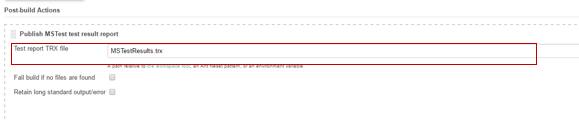 Post-build Actions
Publish MSTest test result report
Test report TRX file
MSTestResults.trx
A path relative to the workspace root, an Ant fileset pattern, or an environment variable.
Fail build if no files are found
Retain long standard output/error